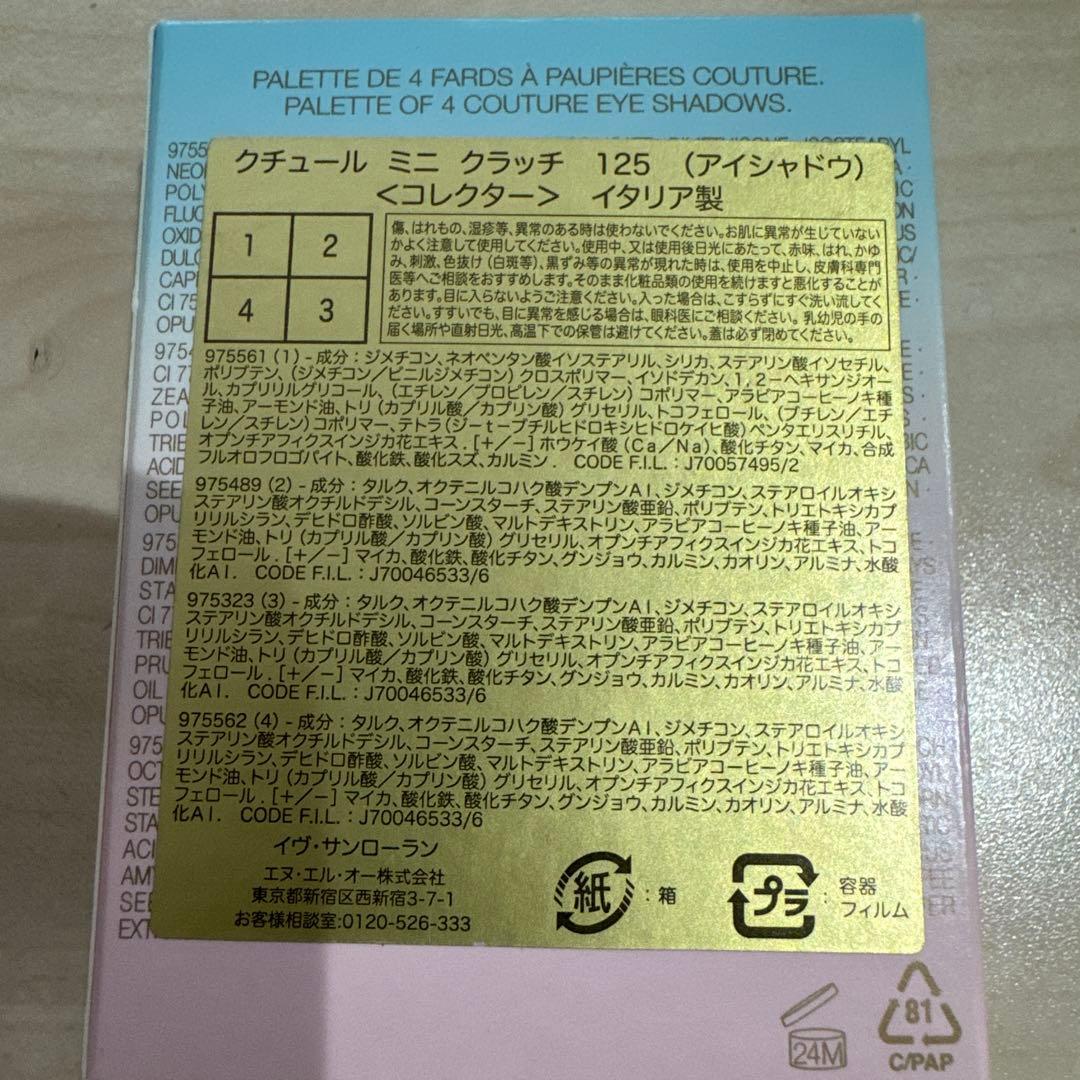 PALETTE DE 4 FARDS À PAUPIÈRES COUTURE.
PALETTE OF 4 COUTURE EYE SHADOWS.
クチュール ミニ クラッチ 125 （アイシャドウ）
＜コレクター＞ イタリア製
1 2
4 3
傷、はれもの、湿疹等、異常のある時は使わないでください。お肌に異常が生じていない
かよく注意して使用してください。使用中、又は使用後日光にあたって、赤味、はれ、かゆ
み、刺激、色抜け（白斑等）、黒ずみ等の異常が現れた時は、使用を中止し、皮膚科専門
医等へご相談をおすすめします。そのまま化粧品類の使用を続けますと悪化することが
あります。目に入らないようご注意ください。入った場合は、こすらずにすぐ洗い流してく
ださい。すすいでも、目に異常を感じる場合は、眼科医にご相談ください。乳幼児の手の
届く場所や直射日光、高温下での保管は避けてください。蓋は必ず閉めてください。
975561 (1) - 成分：ジメチコン、ネオペンタン酸イソステアリル、シリカ、ステアリン酸イソセチル、
ポリブテン、（ジメチコン／ビニルジメチコン）クロスポリマー、イソドデカン、1，2－ヘキサンジオー
ル、カプリリルグリコール、（エチレン／プロピレン／スチレン）コポリマー、アラビアコーヒーノキ種
子油、アーモンド油、トリ（カプリル酸／カプリン酸）グリセリル、トコフェロール、（ブチレン／エチ
レン／スチレン）コポリマー、テトラ（ジ－ｔ－ブチルヒドロキシヒドロケイヒ酸）ペンタエリスリチル、
オプンチアフィクスインジカ花エキス．［＋／－］ホウケイ酸（Ca／Na）、酸化チタン、マイカ、合成
フルオロフロゴパイト、酸化鉄、酸化スズ、カルミン． CODE F.I.L.：J70057495/2
975489 (2) - 成分：タルク、オクテニルコハク酸デンプンＡｌ、ジメチコン、ステアロイルオキシ
ステアリン酸オクチルドデシル、コーンスターチ、ステアリン酸亜鉛、ポリブテン、トリエトキシカプ
リリルシラン、デヒドロ酢酸、ソルビン酸、マルトデキストリン、アラビアコーヒーノキ種子油、アー
モンド油、トリ（カプリル酸／カプリン酸）グリセリル、オプンチアフィクスインジカ花エキス、トコ
フェロール．［＋／－］マイカ、酸化鉄、酸化チタン、グンジョウ、カルミン、カオリン、アルミナ、水酸
化Ａｌ． CODE F.I.L.：J70046533/6
975323 (3) - 成分：タルク、オクテニルコハク酸デンプンＡｌ、ジメチコン、ステアロイルオキシ
ステアリン酸オクチルドデシル、コーンスターチ、ステアリン酸亜鉛、ポリブテン、トリエトキシカプ
リリルシラン、デヒドロ酢酸、ソルビン酸、マルトデキストリン、アラビアコーヒーノキ種子油、アー
モンド油、トリ（カプリル酸／カプリン酸）グリセリル、オプンチアフィクスインジカ花エキス、トコ
フェロール．［＋／－］マイカ、酸化鉄、酸化チタン、グンジョウ、カルミン、カオリン、アルミナ、水酸
化Ａｌ． CODE F.I.L.：J70046533/6
975562 (4) - 成分：タルク、オクテニルコハク酸デンプンＡｌ、ジメチコン、ステアロイルオキシ
ステアリン酸オクチルドデシル、コーンスターチ、ステアリン酸亜鉛、ポリブテン、トリエトキシカプ
リリルシラン、デヒドロ酢酸、ソルビン酸、マルトデキストリン、アラビアコーヒーノキ種子油、アー
モンド油、トリ（カプリル酸／カプリン酸）グリセリル、オプンチアフィクスインジカ花エキス、トコ
フェロール．［＋／－］マイカ、酸化鉄、酸化チタン、グンジョウ、カルミン、カオリン、アルミナ、水酸
化Ａｌ． CODE F.I.L.：J70046533/6
イヴ・サンローラン
エヌ・エル・オー株式会社
東京都新宿区西新宿3-7-1
お客様相談室:0120-526-333
紙：箱
プラ：容器
フィルム
24M
81
C/PAP